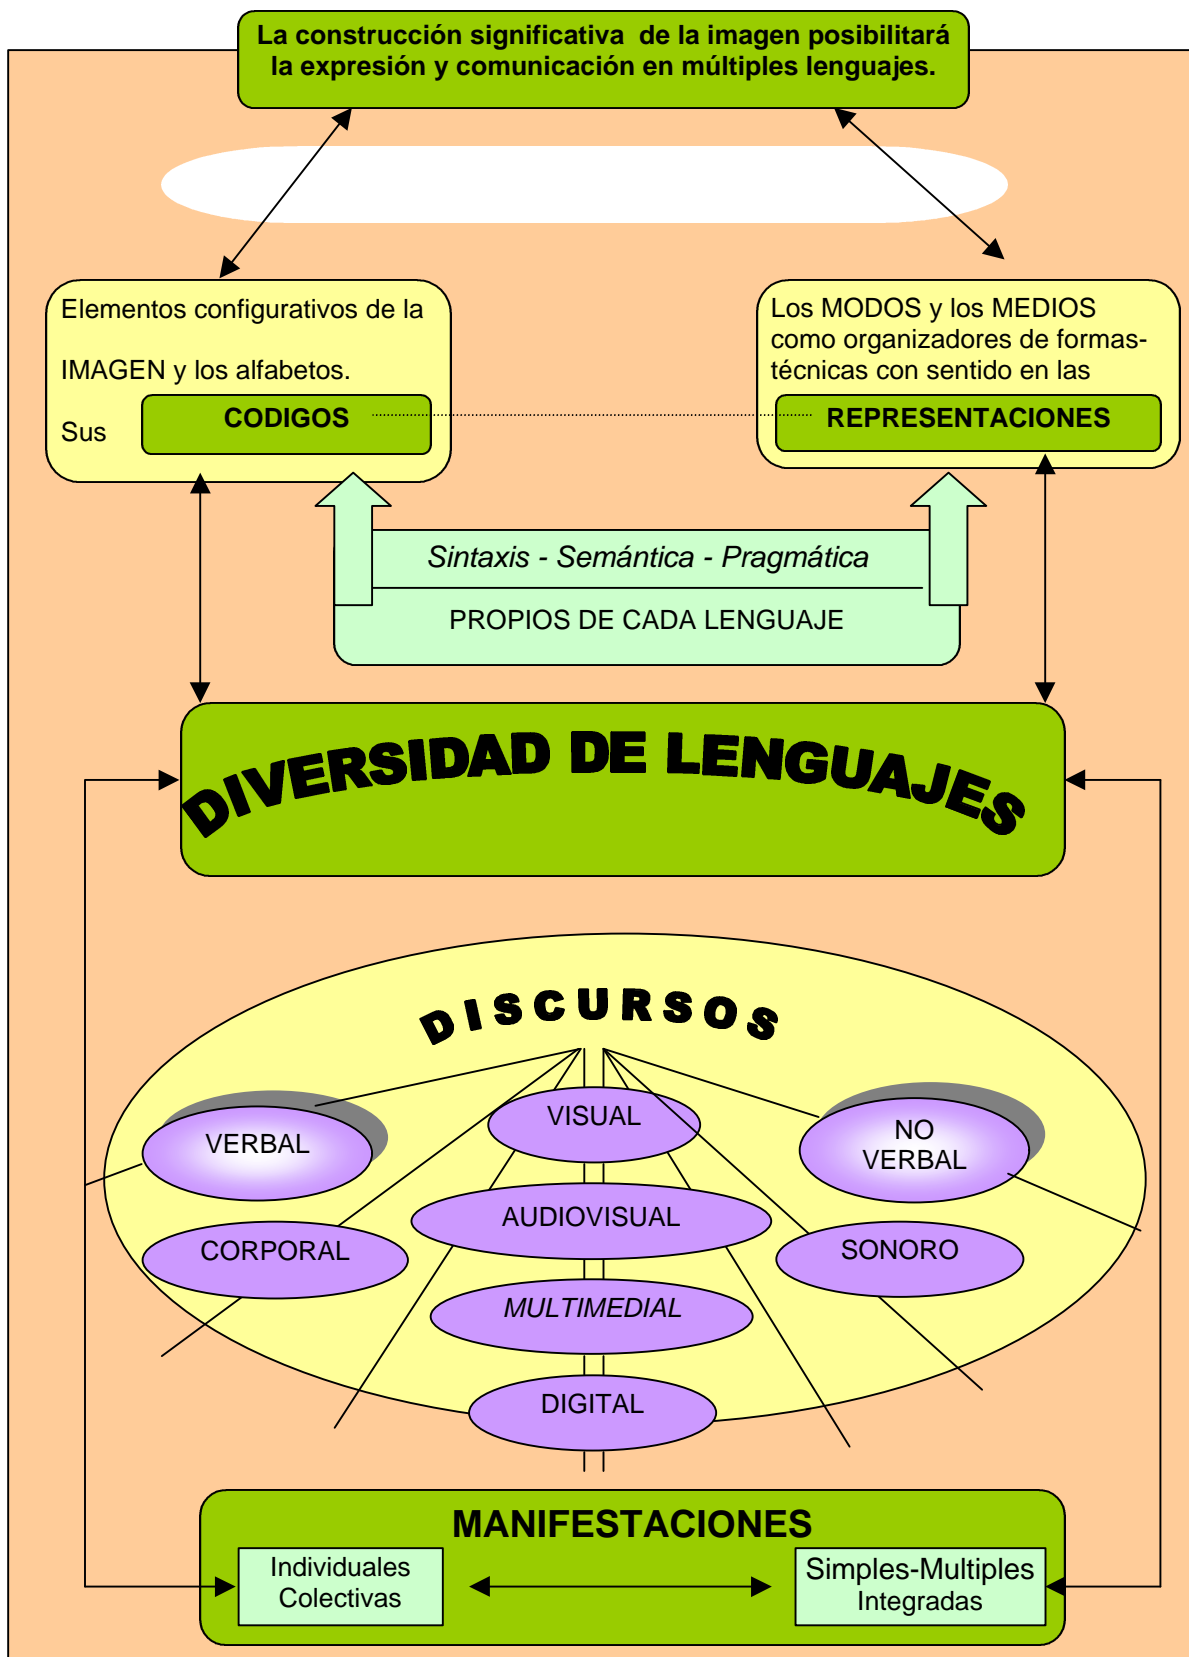 La construcción significativa de la imagen posibilitará
la expresión y comunicación en múltiples lenguajes.
Elementos configurativos de la
IMAGEN y los alfabetos.
Sus CODIGOS
Los MODOS y los MEDIOS
como organizadores de formas-
técnicas con sentido en las
REPRESENTACIONES
Sintaxis - Semántica - Pragmática
PROPIOS DE CADA LENGUAJE
DIVERSIDAD DE LENGUAJES
DISCURSOS
VERBAL
VISUAL
NO
VERBAL
CORPORAL
AUDIOVISUAL
SONORO
MULTIMEDIAL
DIGITAL
MANIFESTACIONES
Individuales
Colectivas
Simples-Multiples
Integradas